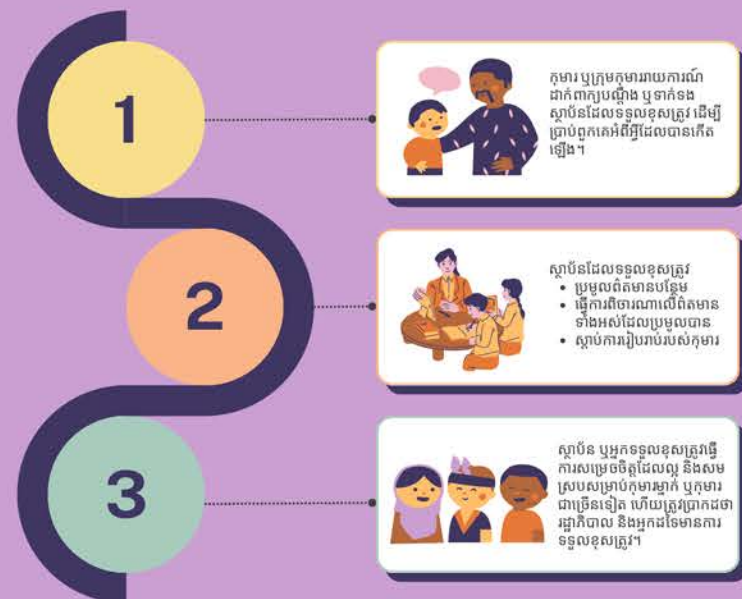 1
កុមារ ឬក្រុមកុមាររាយការណ៍
ដាក់ពាក្យបណ្តឹង ឬទាក់ទង
ស្ថាប័នដែលទទួលខុសត្រូវ ដើម្បី
ប្រាប់ពួកគេអំពីអ្វីដែលបានកើត
ឡើង។
2
ស្ថាប័នដែលទទួលខុសត្រូវ
• ប្រមូលព័ត៌មានបន្ថែម
• ធ្វើការពិចារណាលើព័ត៌មាន
ទាំងអស់ដែលប្រមូលបាន
• ស្តាប់ការរៀបរាប់របស់កុមារ
3
ស្ថាប័ន ឬអ្នកទទួលខុសត្រូវធ្វើ
ការសម្រេចចិត្តដែលល្អ និងសម
ស្របសម្រាប់កុមារម្នាក់ ឬកុមារ
ជាច្រើនទៀត ហើយត្រូវប្រាកដថា
រដ្ឋាភិបាល និងអ្នកដទៃមានការ
ទទួលខុសត្រូវ។